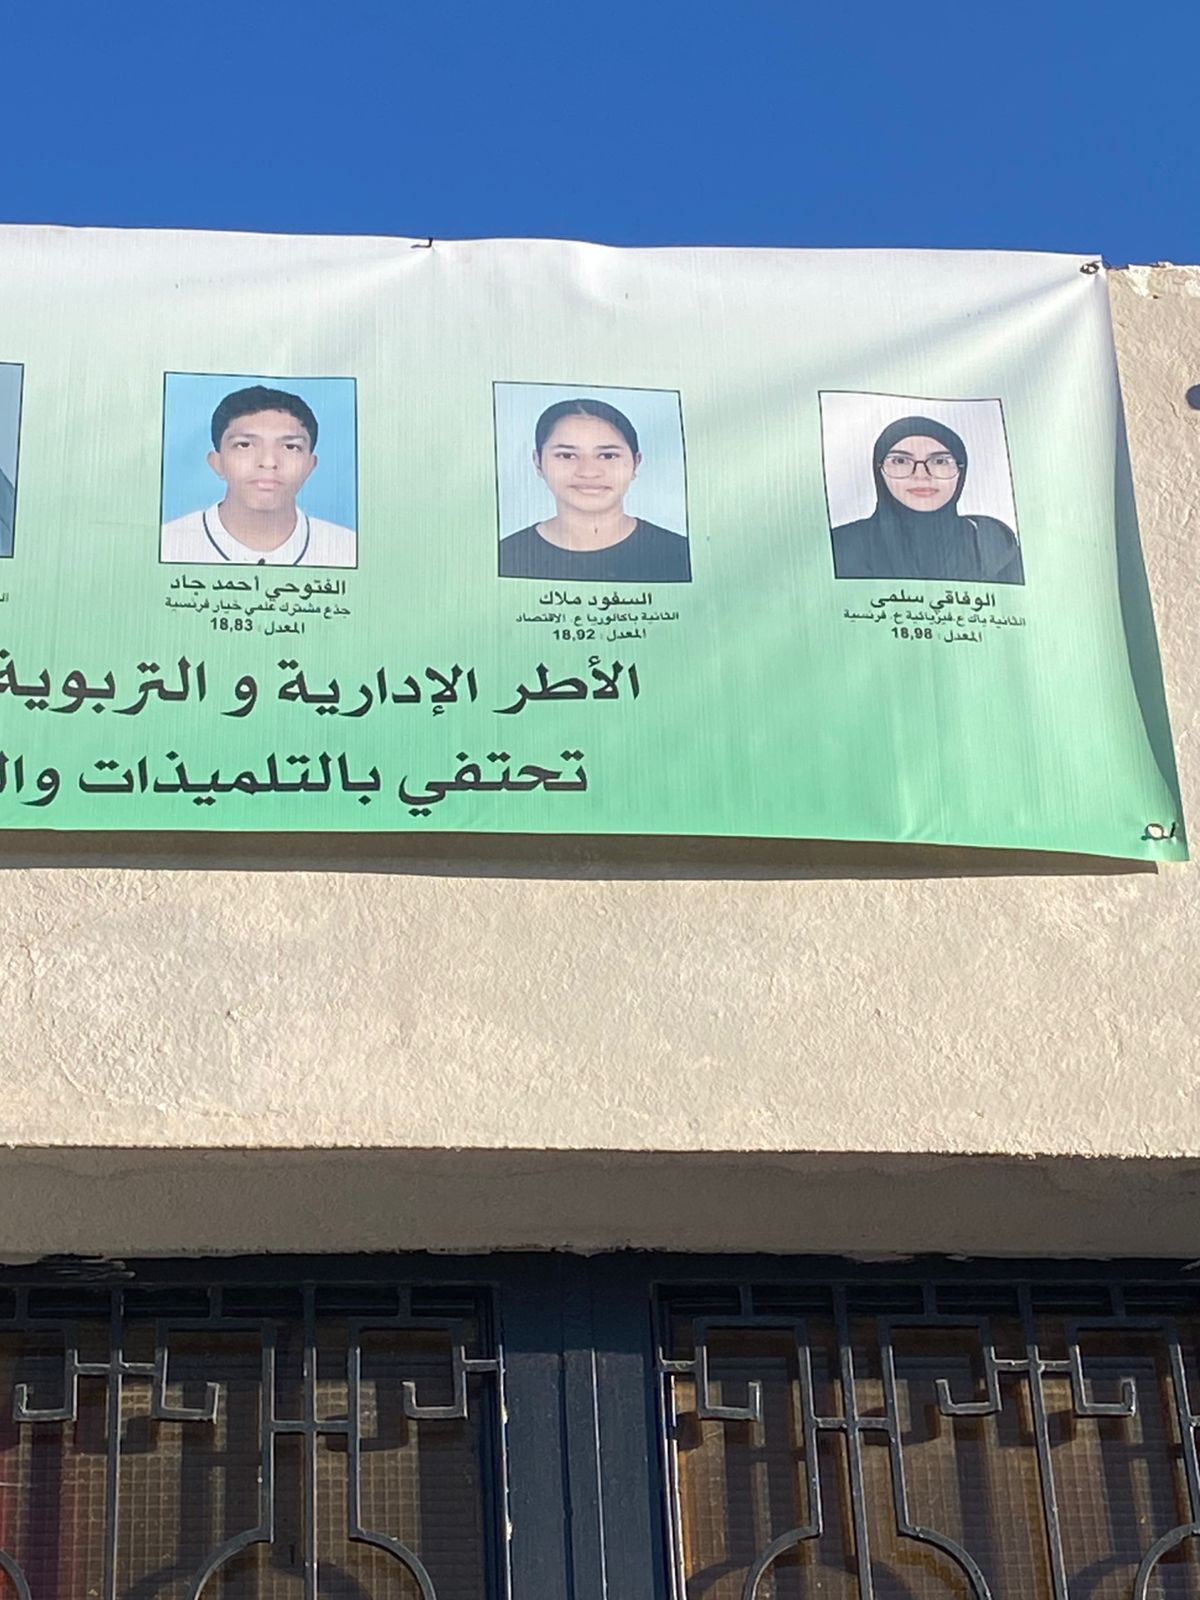 الوفاقي سلمى
الثانية باك ع.فيزيائية خ. فرنسية
المعدل : 18,98
السفود ملاك
الثانية باكالوريا ع. الاقتصاد
المعدل : 18,92
الفتوحي أحمد جاد
جذع مشترك علمي خيار فرنسية
المعدل : 18,83
الأطر الإدارية و التربوية
تحتفي بالتلميذات